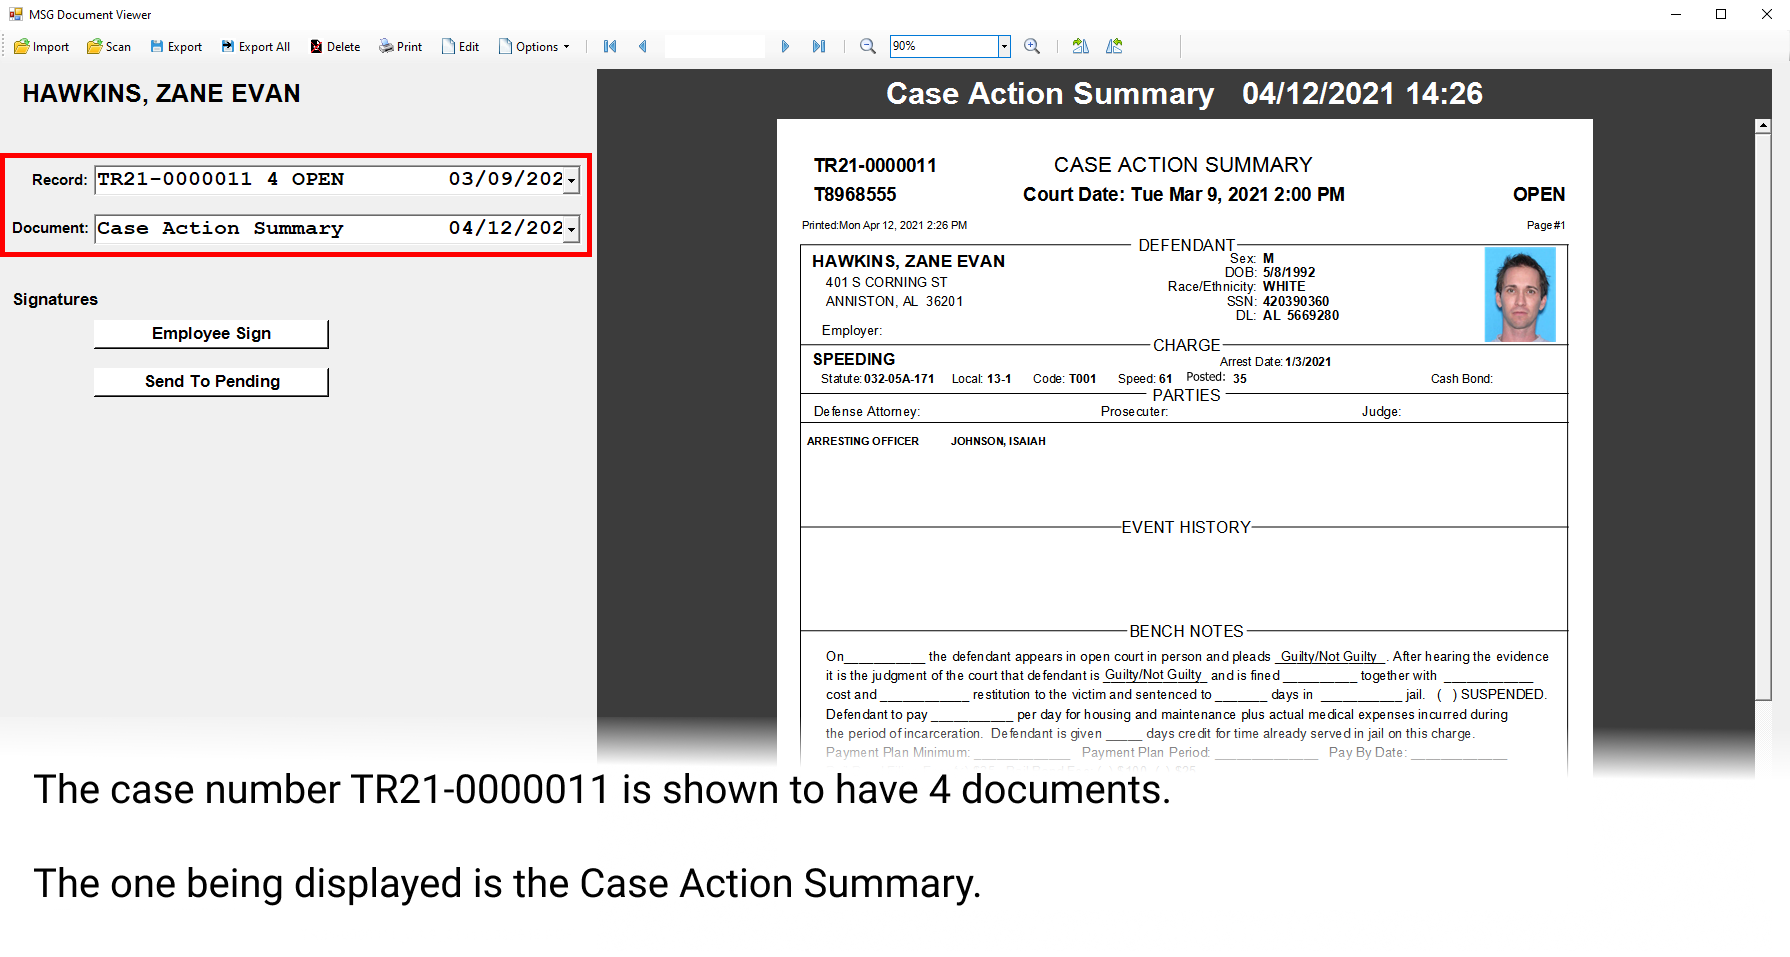 MSG Document Viewer
Import Scan Export Export All Delete Print Edit Options 90%
HAWKINS, ZANE EVAN
Record: TR21-0000011 4 OPEN 03/09/202
Document: Case Action Summary 04/12/202
Signatures
Employee Sign
Send To Pending
Case Action Summary 04/12/2021 14:26
TR21-0000011 CASE ACTION SUMMARY
T8968555 Court Date: Tue Mar 9, 2021 2:00 PM OPEN
Printed:Mon Apr 12, 2021 2:26 PM Page#1
DEFENDANT
HAWKINS, ZANE EVAN Sex: M
401 S CORNING ST DOB: 5/8/1992
Race/Ethnicity: WHITE
ANNISTON, AL 36201 SSN: 420390360
DL: AL 5669280
Employer:
CHARGE
SPEEDING Arrest Date: 1/3/2021
Statute: 032-05A-171 Local: 13-1 Code: T001 Speed: 61 Posted: 35 Cash Bond:
PARTIES
Defense Attorney: Prosecuter: Judge:
ARRESTING OFFICER JOHNSON, ISAIAH
EVENT HISTORY
BENCH NOTES
On___________ the defendant appears in open court in person and pleads _Guilty/Not Guilty_. After hearing the evidence
it is the judgment of the court that defendant is Guilty/Not Guilty_ and is fined __________ together with ____________
cost and ____________ restitution to the victim and sentenced to _______ days in ___________ jail. ( ) SUSPENDED.
Defendant to pay ___________ per day for housing and maintenance plus actual medical expenses incurred during
the period of incarceration. Defendant is given _____ days credit for time already served in jail on this charge.
Payment Plan Minimum: _____________ Payment Plan Period: ______________ Pay By Date: _____________
The case number TR21-0000011 is shown to have 4 documents.
The one being displayed is the Case Action Summary.